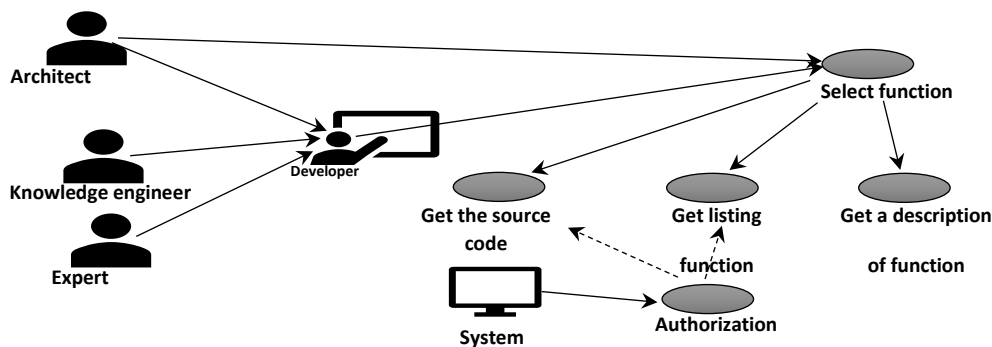 Architect
Select function
Developer
Knowledge engineer
Get the source
code
Get listing
function
Get a description
of function
Expert
System
Authorization